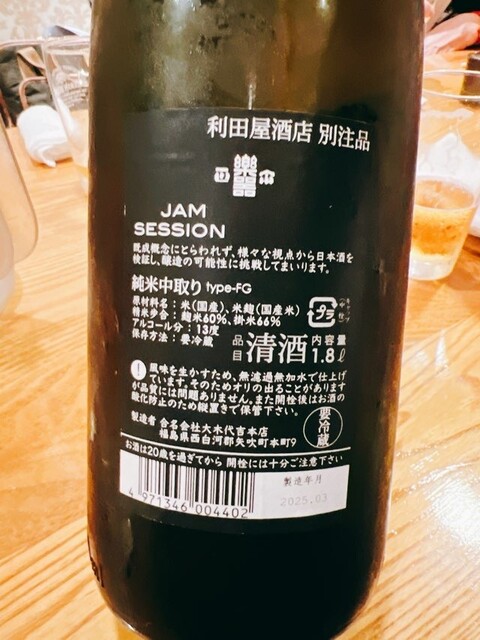 利田屋酒店 別注品
JAM
SESSION
既成概念にとらわれず、様々な視点から日本酒を
検証し、醸造の可能性に挑戦してまいります。
純米中取り type-FG
原材料名：米（国産）、米麹（国産米）
精米歩合：麹米60%、掛米66%
アルコール分：13度
保存方法：要冷蔵
プラ
品目 清酒
内容量 1.8ℓ
! 風味を生かすため、無濾過無加水で仕上げ
ています。そのためオリの出ることがあります
が品質には問題ありません。また開栓後はお酒の
酸化防止のため縦置きで保管下さい。
要冷蔵
製造者 合名会社大木代吉本店
福島県西白河郡矢吹町本町9
お酒は20歳を過ぎてから 開栓には十分ご注意下さい
4 971346 004402
製造年月
2025.03